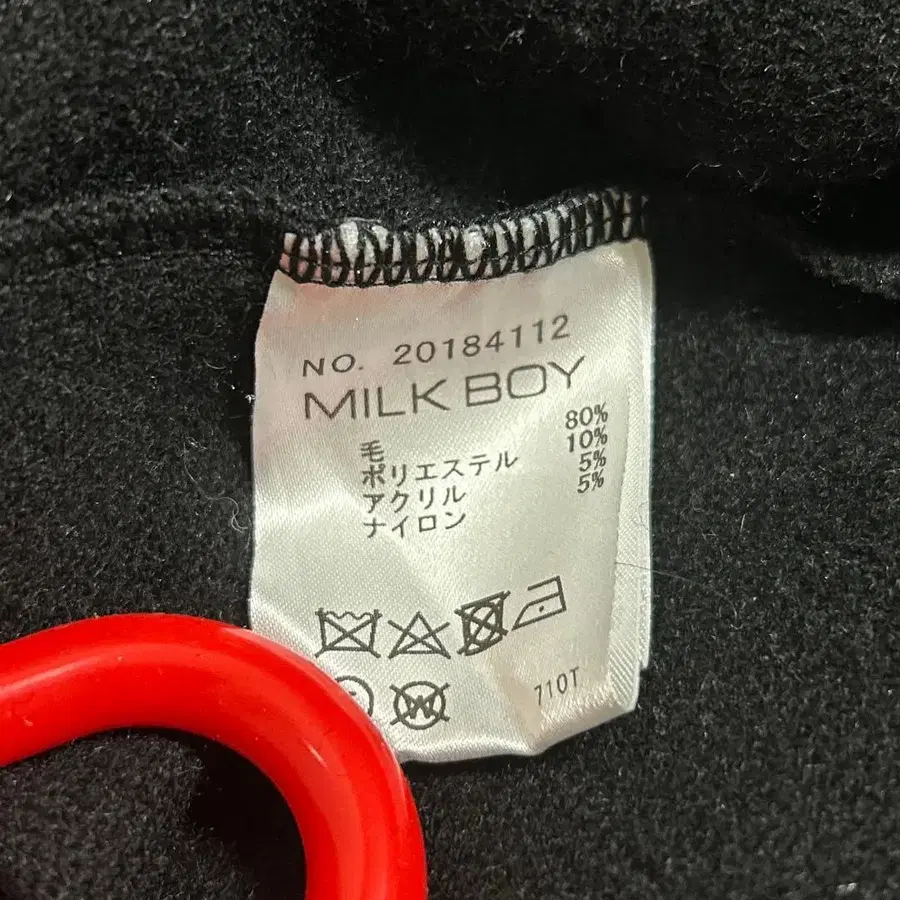 NO. 20184112
MILK BOY
毛 80%
ポリエステル 10%
アクリル 5%
ナイロン 5%
W
710T